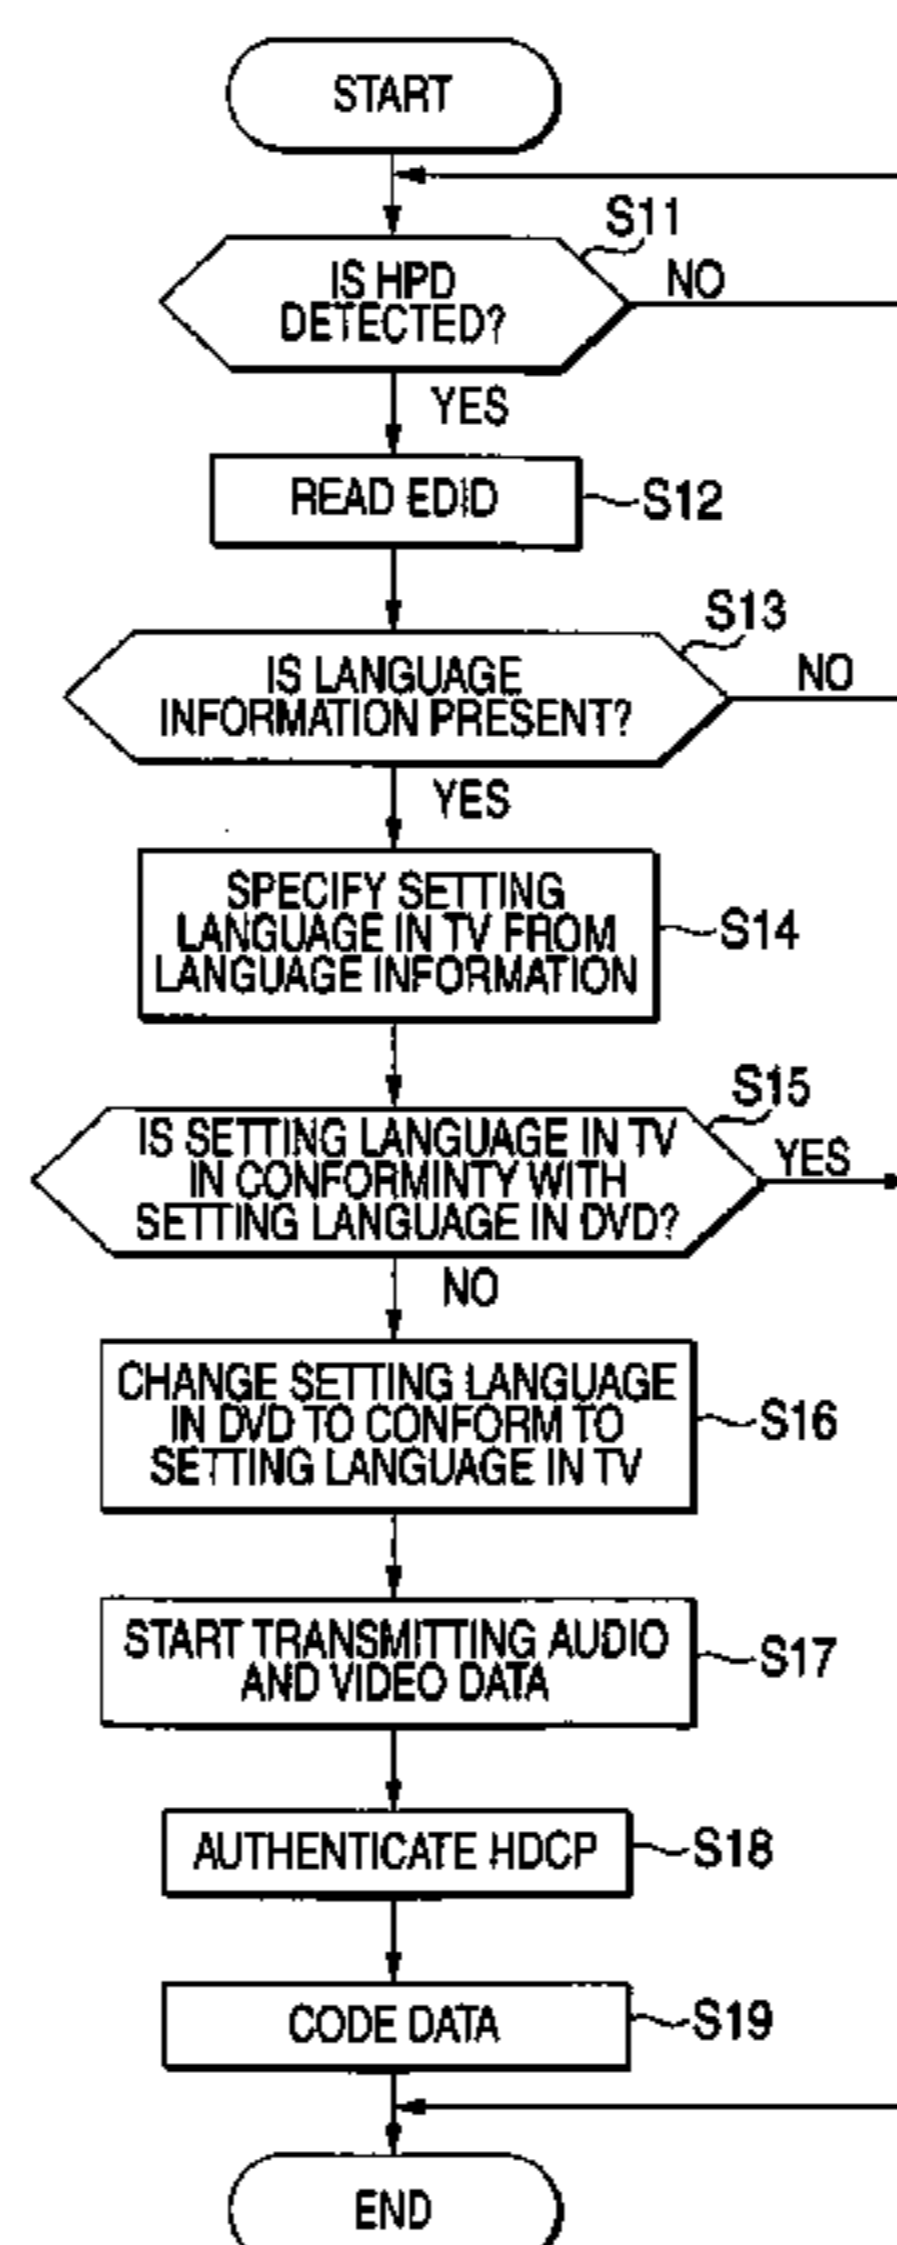 START
S11
IS HPD
DETECTED?
NO
YES
READ EDID
S12
S13
IS LANGUAGE
INFORMATION PRESENT?
NO
YES
SPECIFY SETTING
LANGUAGE IN TV FROM
LANGUAGE INFORMATION
S14
S15
IS SETTING LANGUAGE IN TV
IN CONFORMINTY WITH
SETTING LANGUAGE IN DVD?
YES
NO
CHANGE SETTING LANGUAGE
IN DVD TO CONFORM TO
SETTING LANGUAGE IN TV
S16
START TRANSMITTING AUDIO
AND VIDEO DATA
S17
AUTHENTICATE HDCP
S18
CODE DATA
S19
END